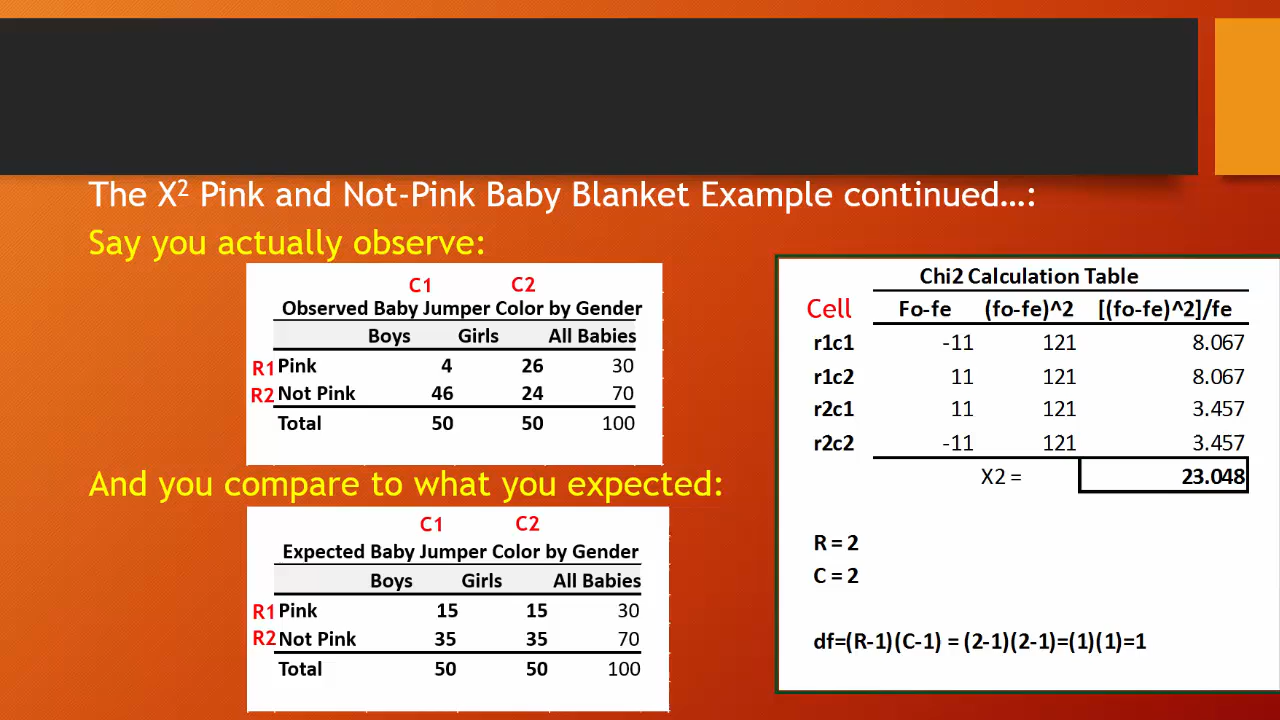 The X² Pink and Not-Pink Baby Blanket Example continued…:
Say you actually observe:
C1 C2
Observed Baby Jumper Color by Gender
Boys Girls All Babies
R1 Pink 4 26 30
R2 Not Pink 46 24 70
Total 50 50 100
And you compare to what you expected:
C1 C2
Expected Baby Jumper Color by Gender
Boys Girls All Babies
R1 Pink 15 15 30
R2 Not Pink 35 35 70
Total 50 50 100
Chi2 Calculation Table
Cell Fo-fe (fo-fe)^2 [(fo-fe)^2]/fe
r1c1 -11 121 8.067
r1c2 11 121 8.067
r2c1 11 121 3.457
r2c2 -11 121 3.457
X2 = 23.048
R = 2
C = 2
df=(R-1)(C-1) = (2-1)(2-1)=(1)(1)=1